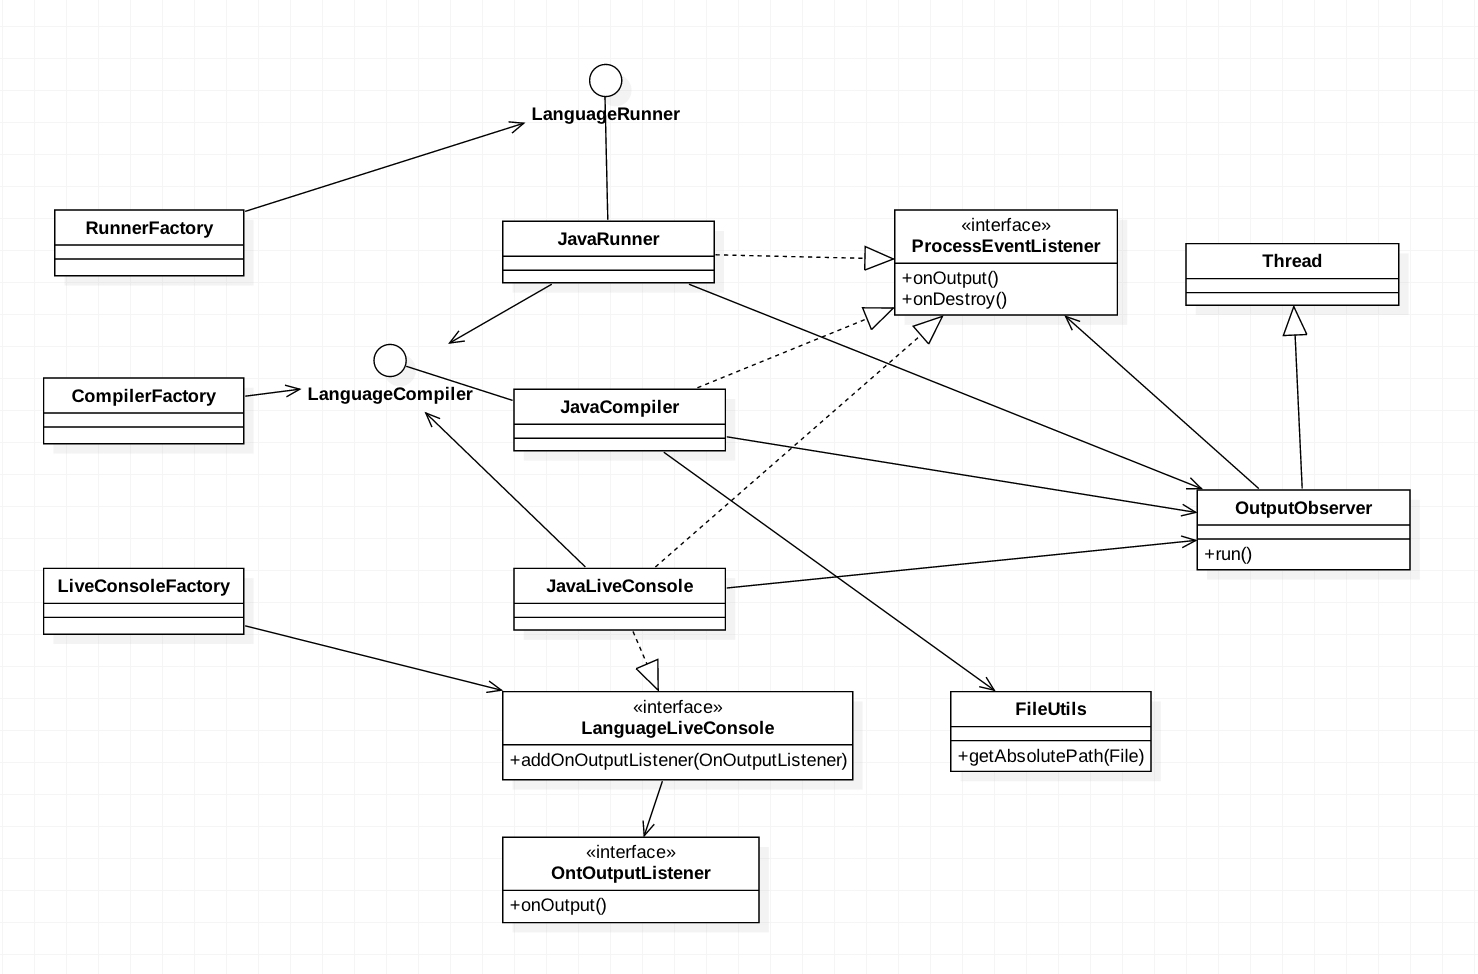 LanguageRunner
RunnerFactory
JavaRunner
«interface»
ProcessEventListener
+onOutput()
+onDestroy()
Thread
LanguageCompiler
CompilerFactory
JavaCompiler
OutputObserver
+run()
LiveConsoleFactory
JavaLiveConsole
«interface»
LanguageLiveConsole
+addOnOutputListener(OnOutputListener)
FileUtils
+getAbsolutePath(File)
«interface»
OntOutputListener
+onOutput()